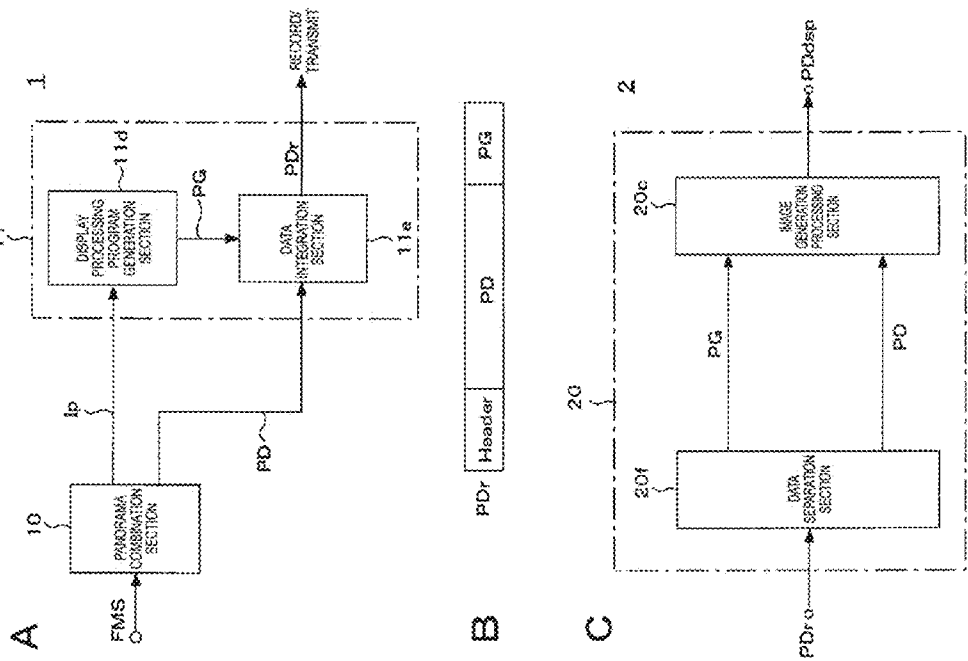 A
FMS
10
PANORAMA
COMBINATION
SECTION
Ip
PD
1
11d
DISPLAY
PROCESSING
PROGRAM
GENERATION
SECTION
PG
DATA
INTEGRATION
SECTION
11e
PDr
RECORD/
TRANSMIT
B
PDr Header PD PG
C
2
20
PDr
20f
DATA
SEPARATION
SECTION
PG
PD
20c
IMAGE
GENERATION
PROCESSING
SECTION
PDdsp